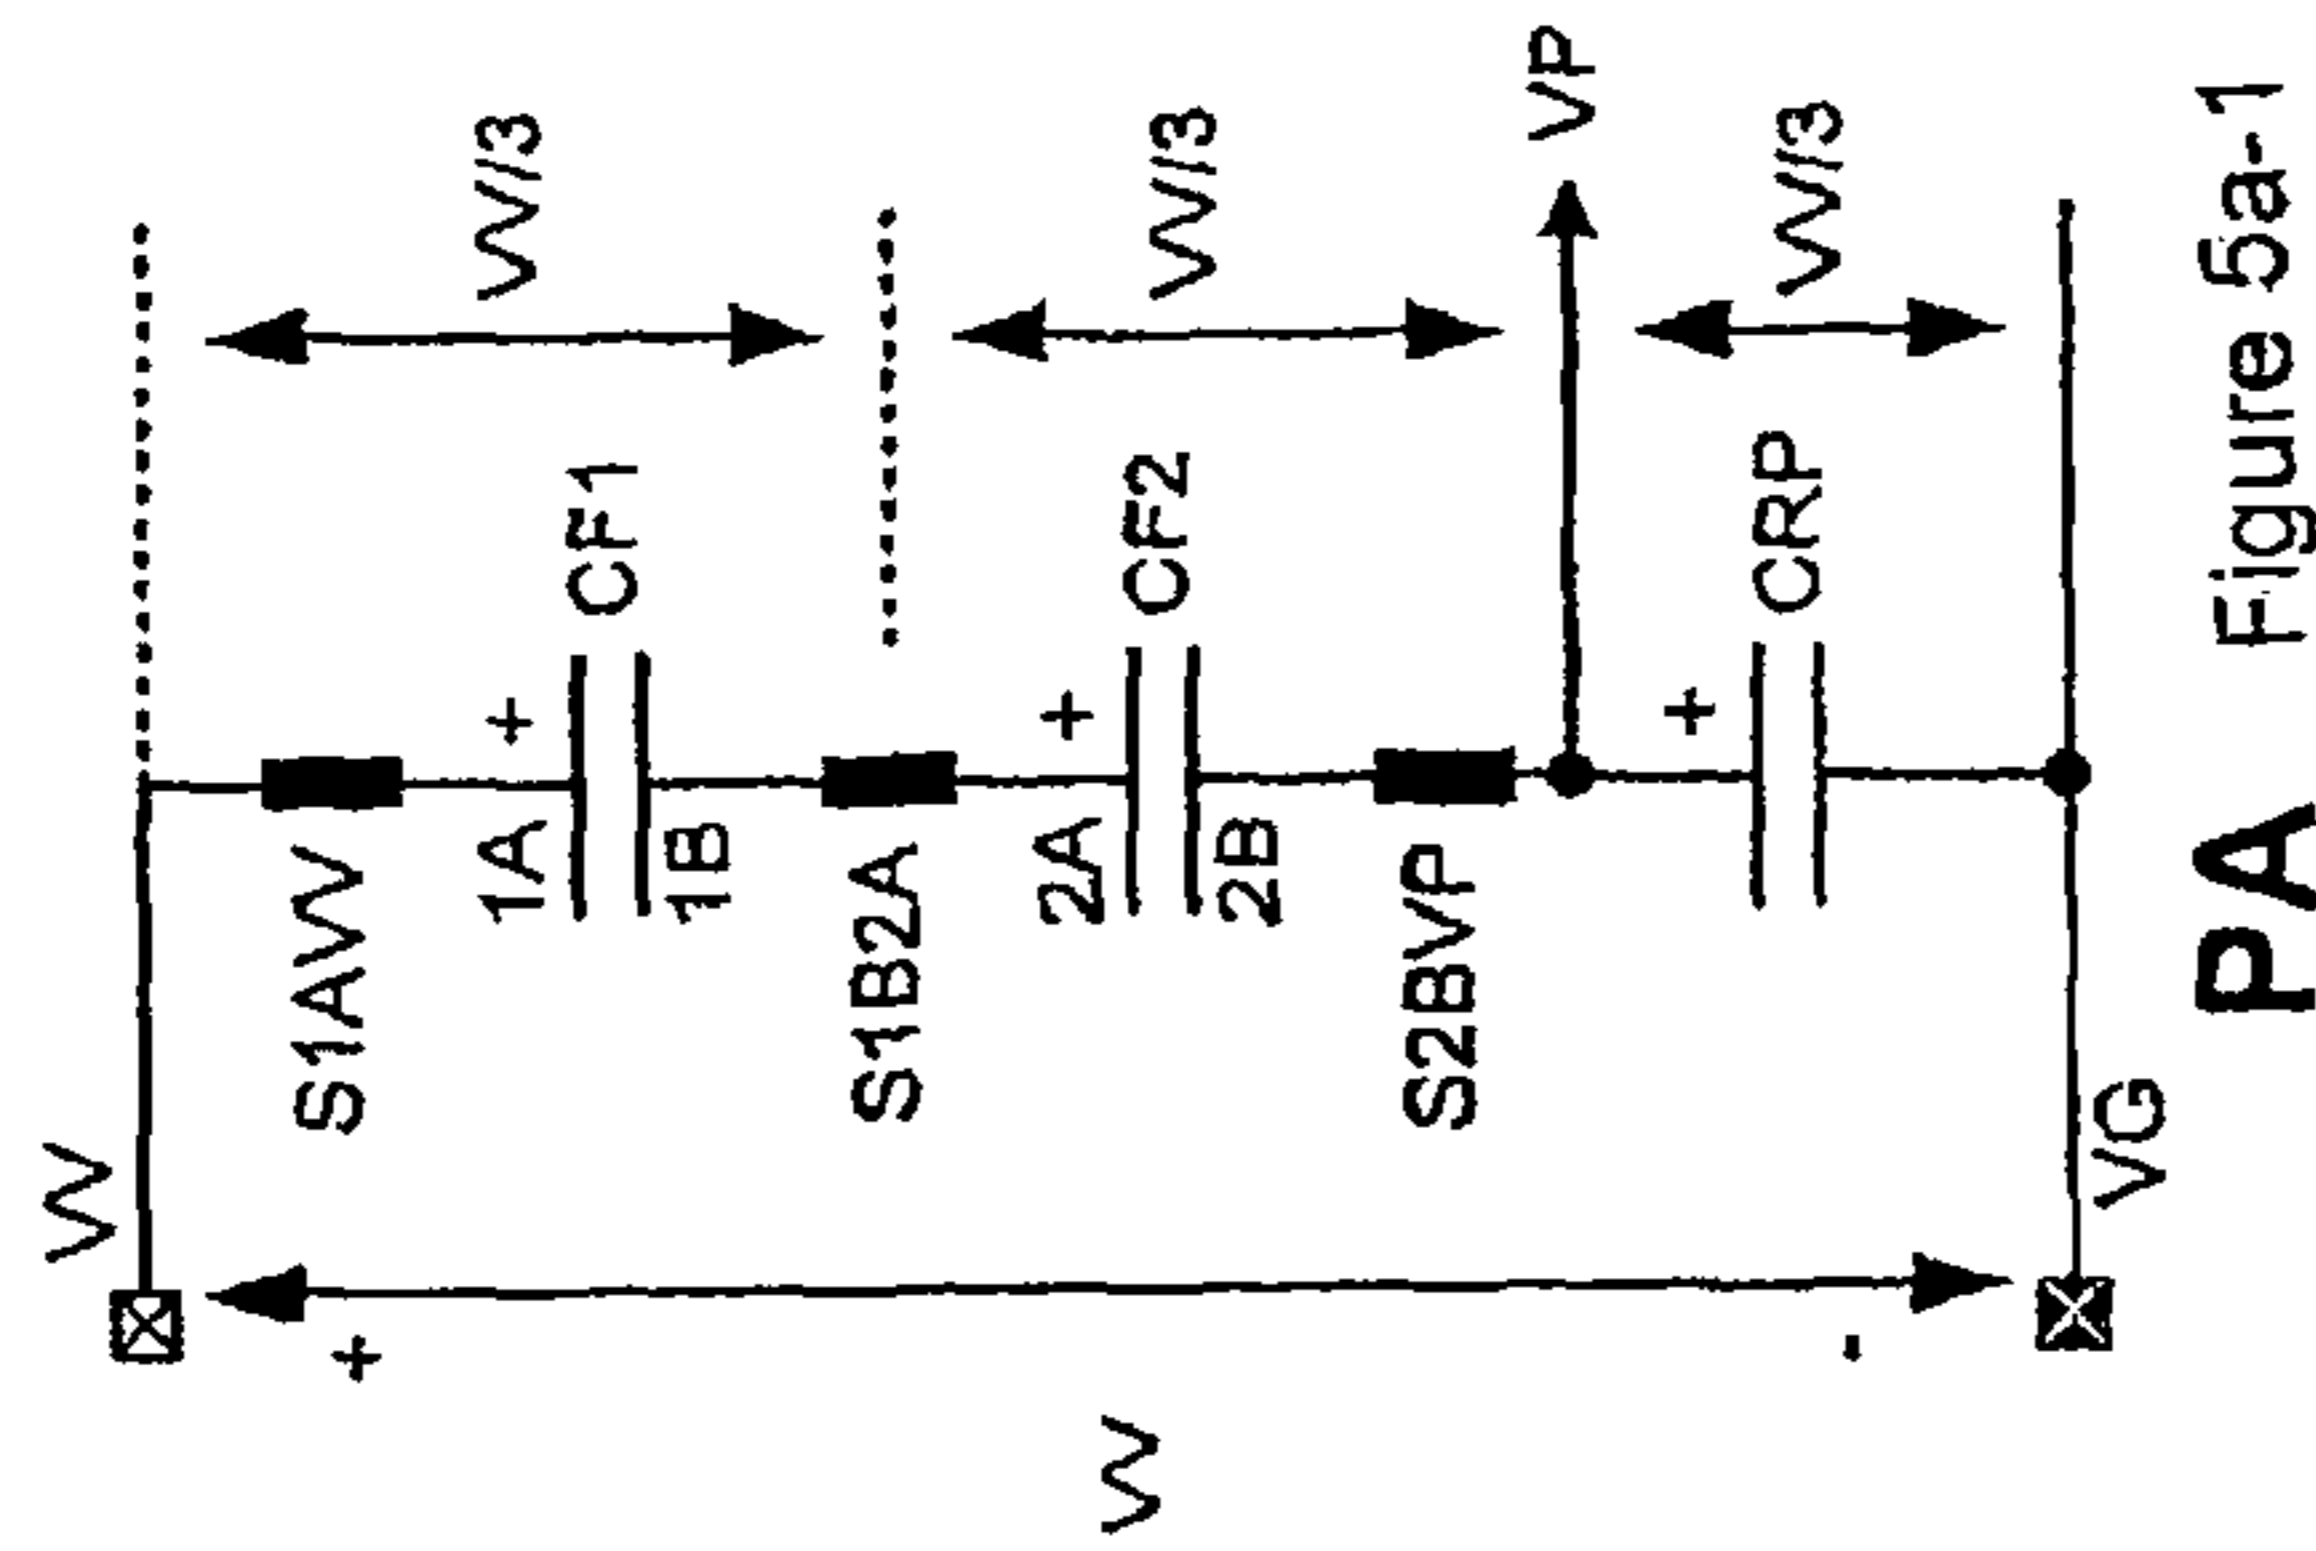 VV
+
S1AVV
1A
+
VV/3
CF1
1B
S1B2A
VV
2A
+
CF2
VV/3
2B
S2BVP
VP
+
CRP
VV/3
-
VG
PA Figure 5a-1